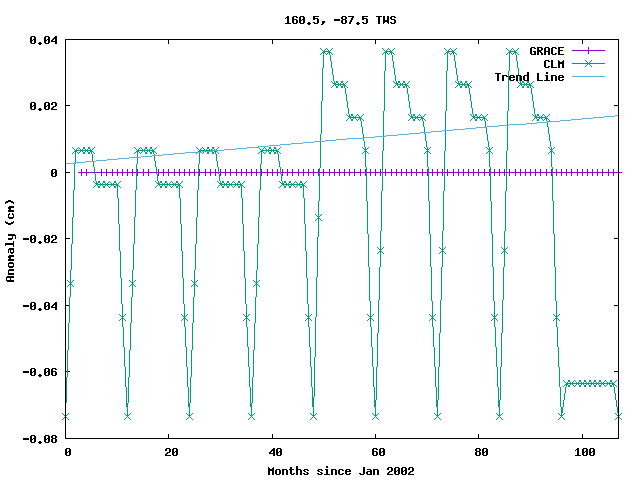 160.5, -87.5 TWS
GRACE
CLM
Trend Line
0.04
0.02
0
-0.02
-0.04
-0.06
-0.08
Anomaly (cm)
0 20 40 60 80 100
Months since Jan 2002